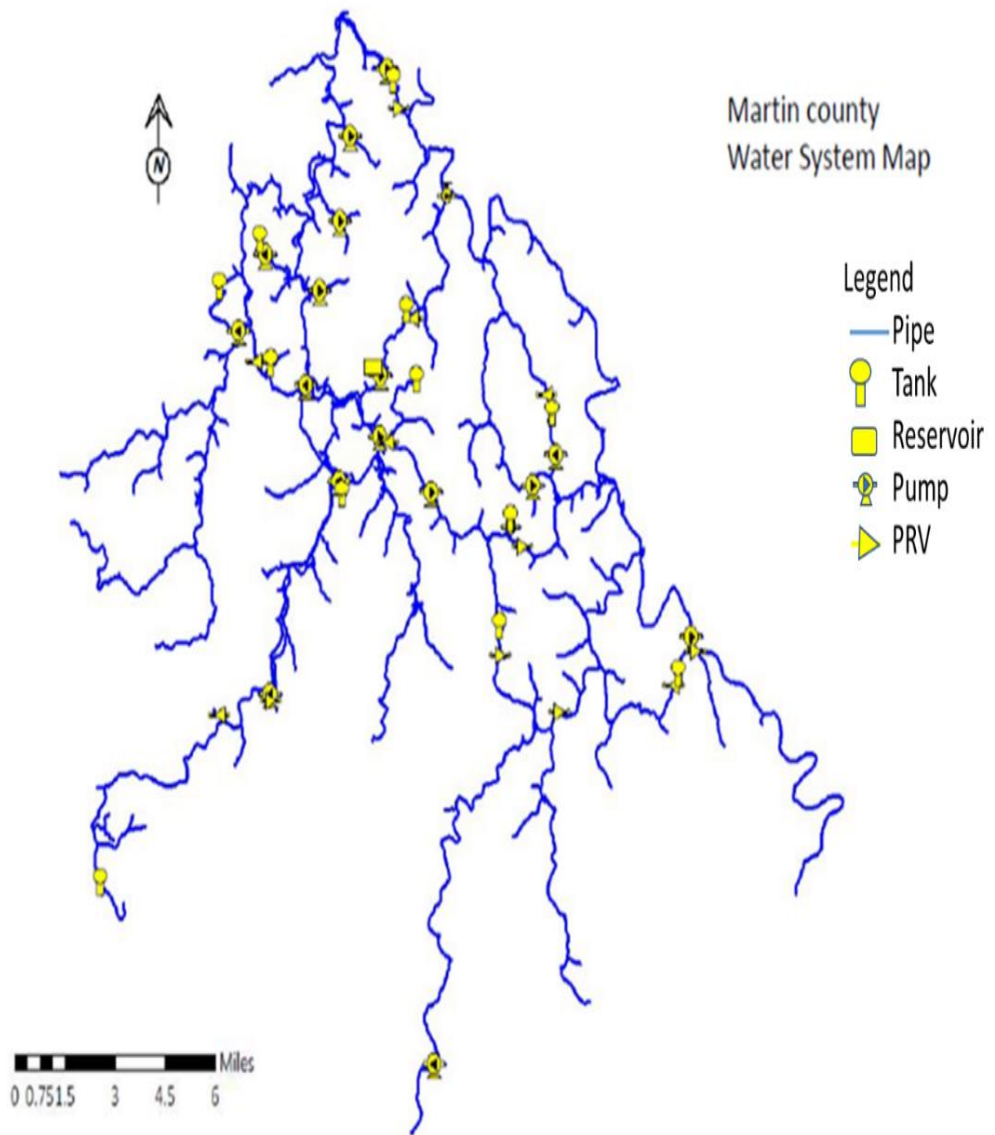 Martin county
Water System Map
N
Legend
Pipe
Tank
Reservoir
Pump
PRV
Miles
0 0.751.5 3 4.5 6